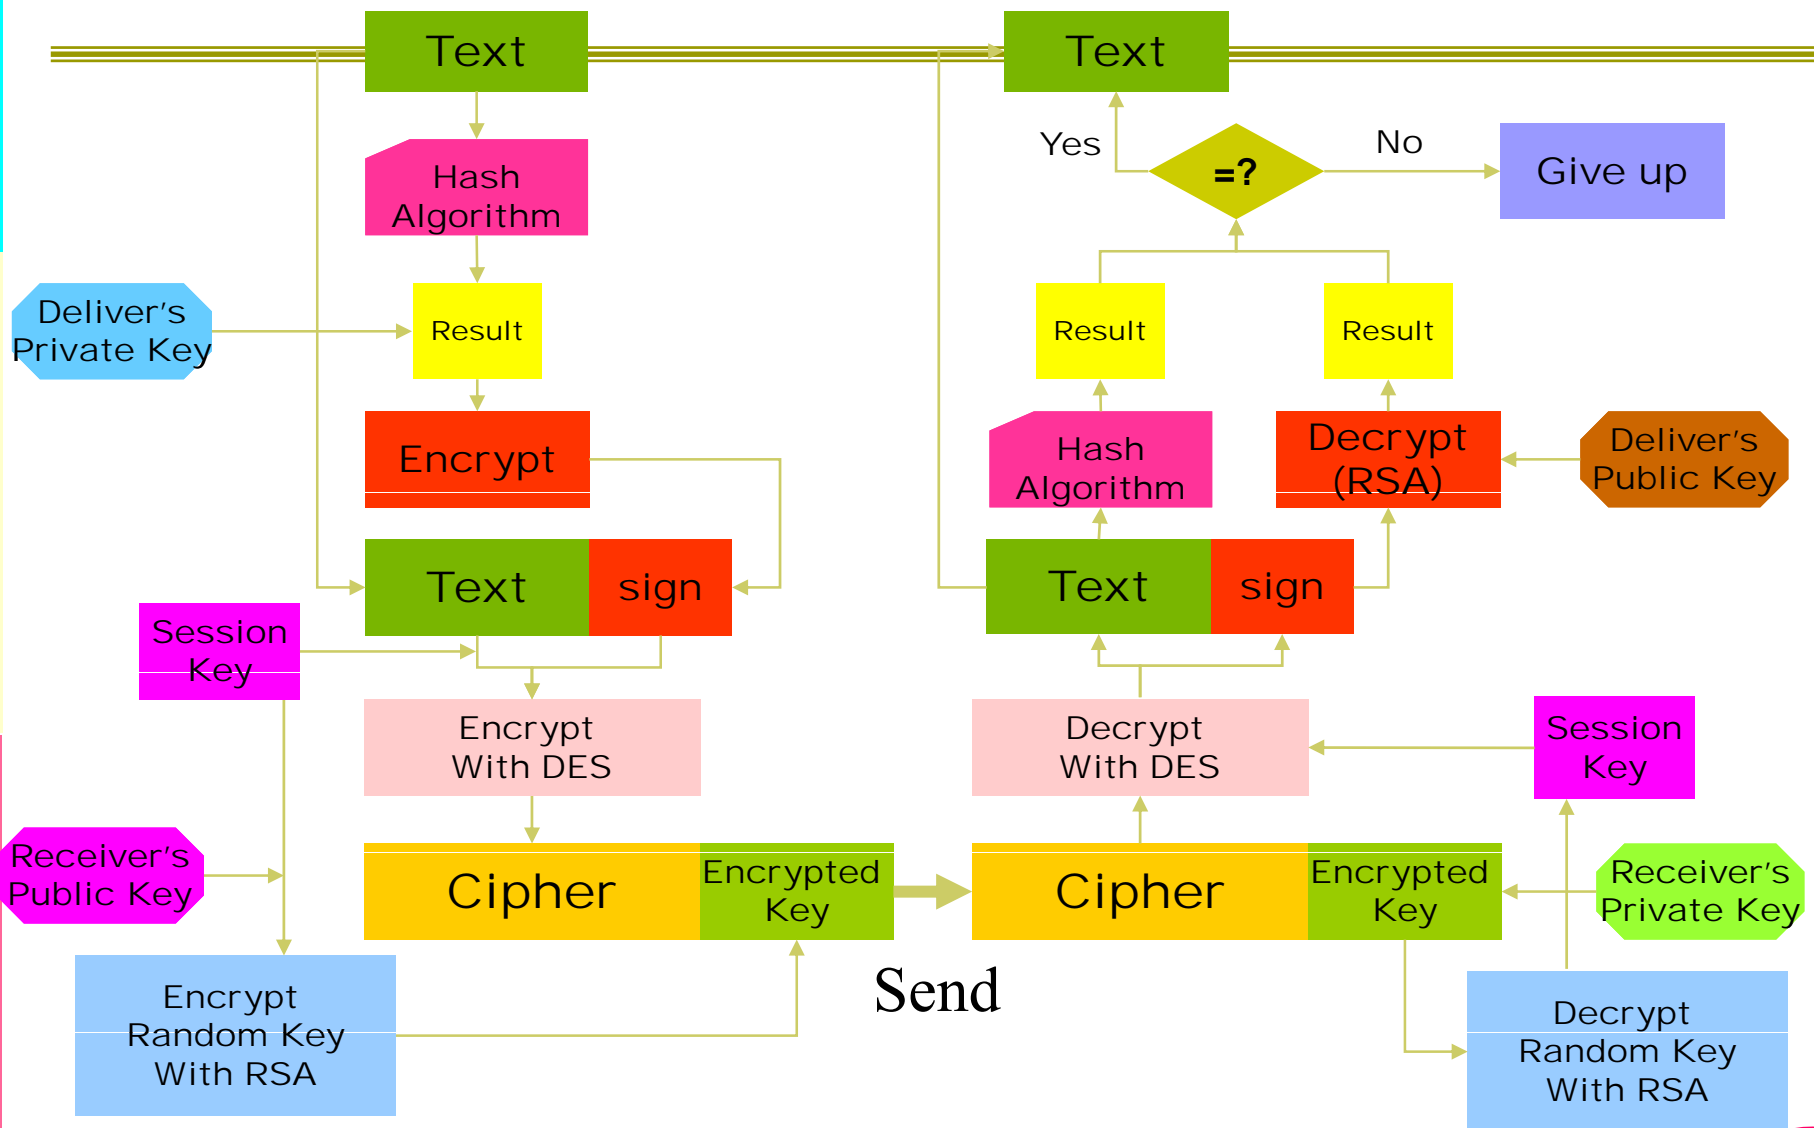 Text
Hash
Algorithm
Deliver's
Private Key
Result
Encrypt
Text
sign
Session
Key
Encrypt
With DES
Receiver's
Public Key
Cipher
Encrypted
Key
Encrypt
Random Key
With RSA
Send
Text
Yes
=?
No
Give up
Result
Result
Hash
Algorithm
Decrypt
(RSA)
Deliver's
Public Key
Text
sign
Decrypt
With DES
Session
Key
Cipher
Encrypted
Key
Receiver's
Private Key
Decrypt
Random Key
With RSA